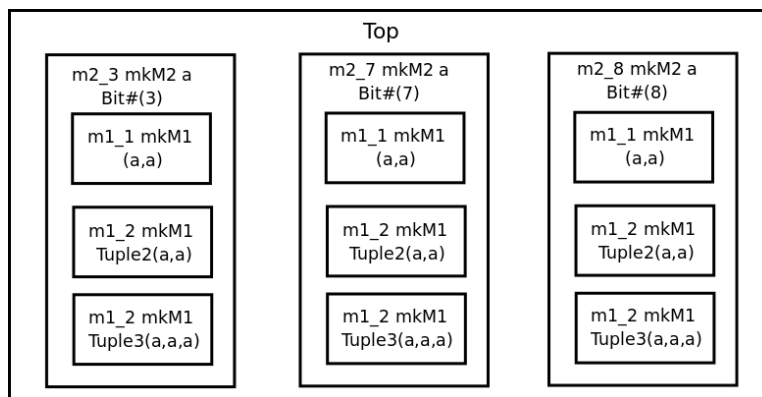 Top
m2_3 mkM2 a
Bit#(3)
m1_1 mkM1
(a,a)
m1_2 mkM1
Tuple2(a,a)
m1_2 mkM1
Tuple3(a,a,a)
m2_7 mkM2 a
Bit#(7)
m1_1 mkM1
(a,a)
m1_2 mkM1
Tuple2(a,a)
m1_2 mkM1
Tuple3(a,a,a)
m2_8 mkM2 a
Bit#(8)
m1_1 mkM1
(a,a)
m1_2 mkM1
Tuple2(a,a)
m1_2 mkM1
Tuple3(a,a,a)